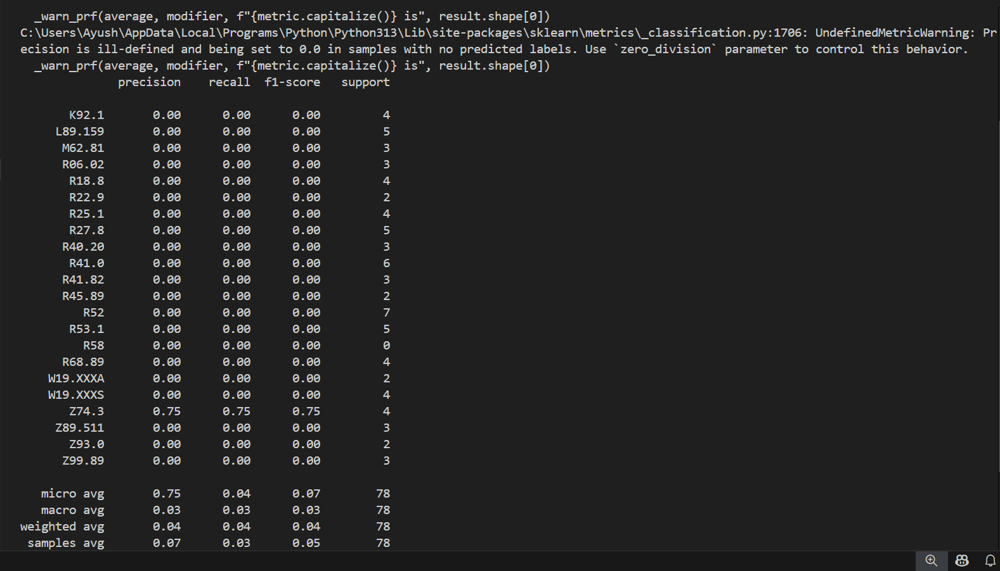 _warn_prf(average, modifier, f"{metric.capitalize()} is", result.shape[0])
C:\Users\Ayush\AppData\Local\Programs\Python\Python313\Lib\site-packages\sklearn\metrics\_classification.py:1706: UndefinedMetricWarning: Pr
ecision is ill-defined and being set to 0.0 in samples with no predicted labels. Use `zero_division` parameter to control this behavior.
_warn_prf(average, modifier, f"{metric.capitalize()} is", result.shape[0])
precision recall f1-score support
K92.1 0.00 0.00 0.00 4
L89.159 0.00 0.00 0.00 5
M62.81 0.00 0.00 0.00 3
R06.02 0.00 0.00 0.00 3
R18.8 0.00 0.00 0.00 4
R22.9 0.00 0.00 0.00 2
R25.1 0.00 0.00 0.00 4
R27.8 0.00 0.00 0.00 5
R40.20 0.00 0.00 0.00 3
R41.0 0.00 0.00 0.00 6
R41.82 0.00 0.00 0.00 3
R45.89 0.00 0.00 0.00 2
R52 0.00 0.00 0.00 7
R53.1 0.00 0.00 0.00 5
R58 0.00 0.00 0.00 0
R68.89 0.00 0.00 0.00 4
W19.XXXA 0.00 0.00 0.00 2
W19.XXXS 0.00 0.00 0.00 4
Z74.3 0.75 0.75 0.75 4
Z89.511 0.00 0.00 0.00 3
Z93.0 0.00 0.00 0.00 2
Z99.89 0.00 0.00 0.00 3
micro avg 0.75 0.04 0.07 78
macro avg 0.03 0.03 0.03 78
weighted avg 0.04 0.04 0.04 78
samples avg 0.07 0.03 0.05 78